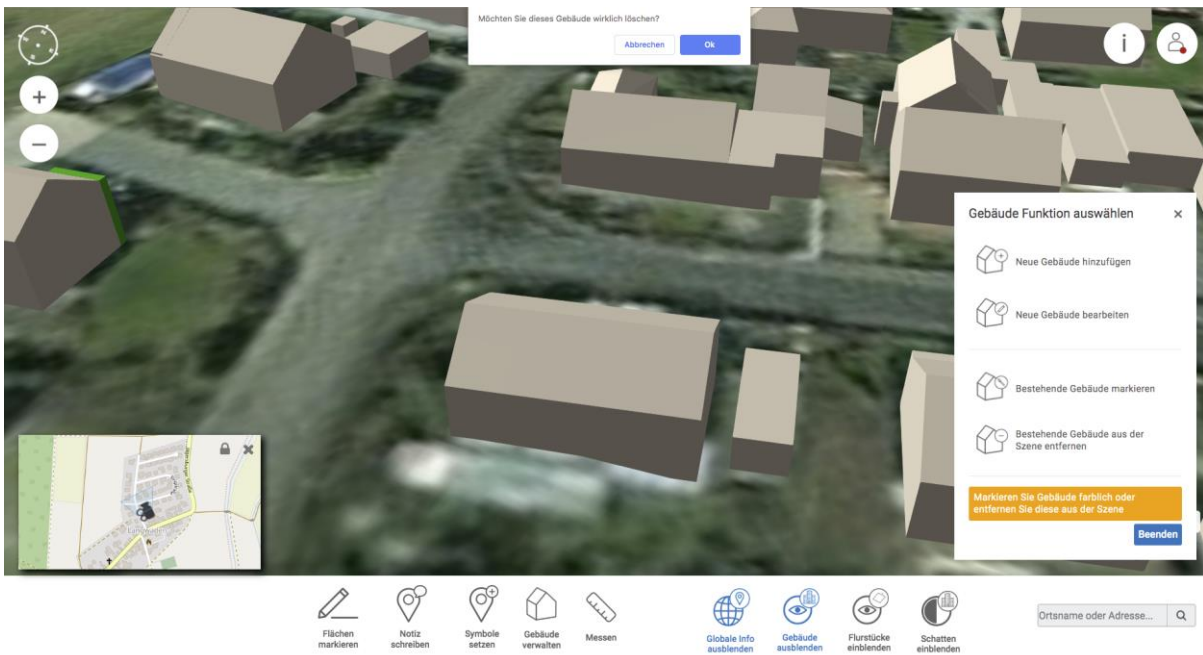 Möchten Sie dieses Gebäude wirklich löschen?
Abbrechen
Ok
Gebäude Funktion auswählen
Neue Gebäude hinzufügen
Neue Gebäude bearbeiten
Bestehende Gebäude markieren
Bestehende Gebäude aus der
Szene entfernen
Markieren Sie Gebäude farblich oder
entfernen Sie diese aus der Szene
Beenden
Flächen
markieren
Notiz
schreiben
Symbole
setzen
Gebäude
verwalten
Messen
Globale Info
ausblenden
Gebäude
ausblenden
Flurstücke
einblenden
Schatten
einblenden
Ortsname oder Adresse...